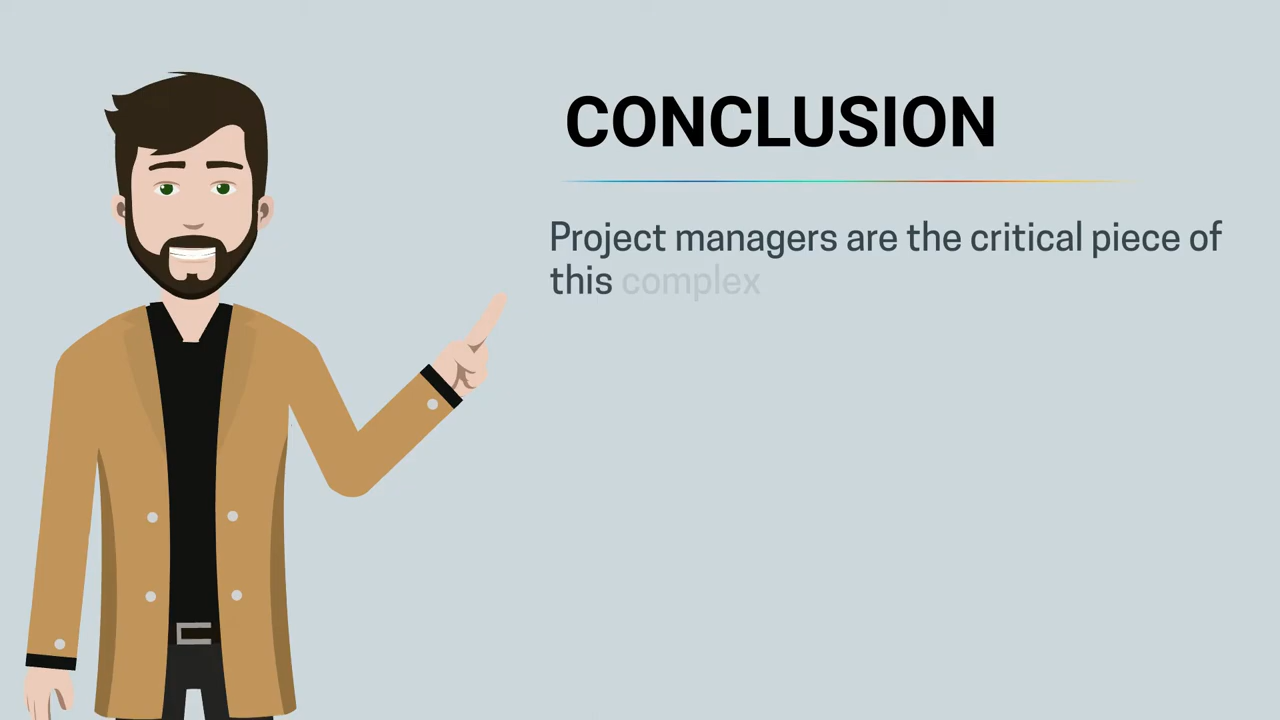 CONCLUSION
Project managers are the critical piece of
this complex